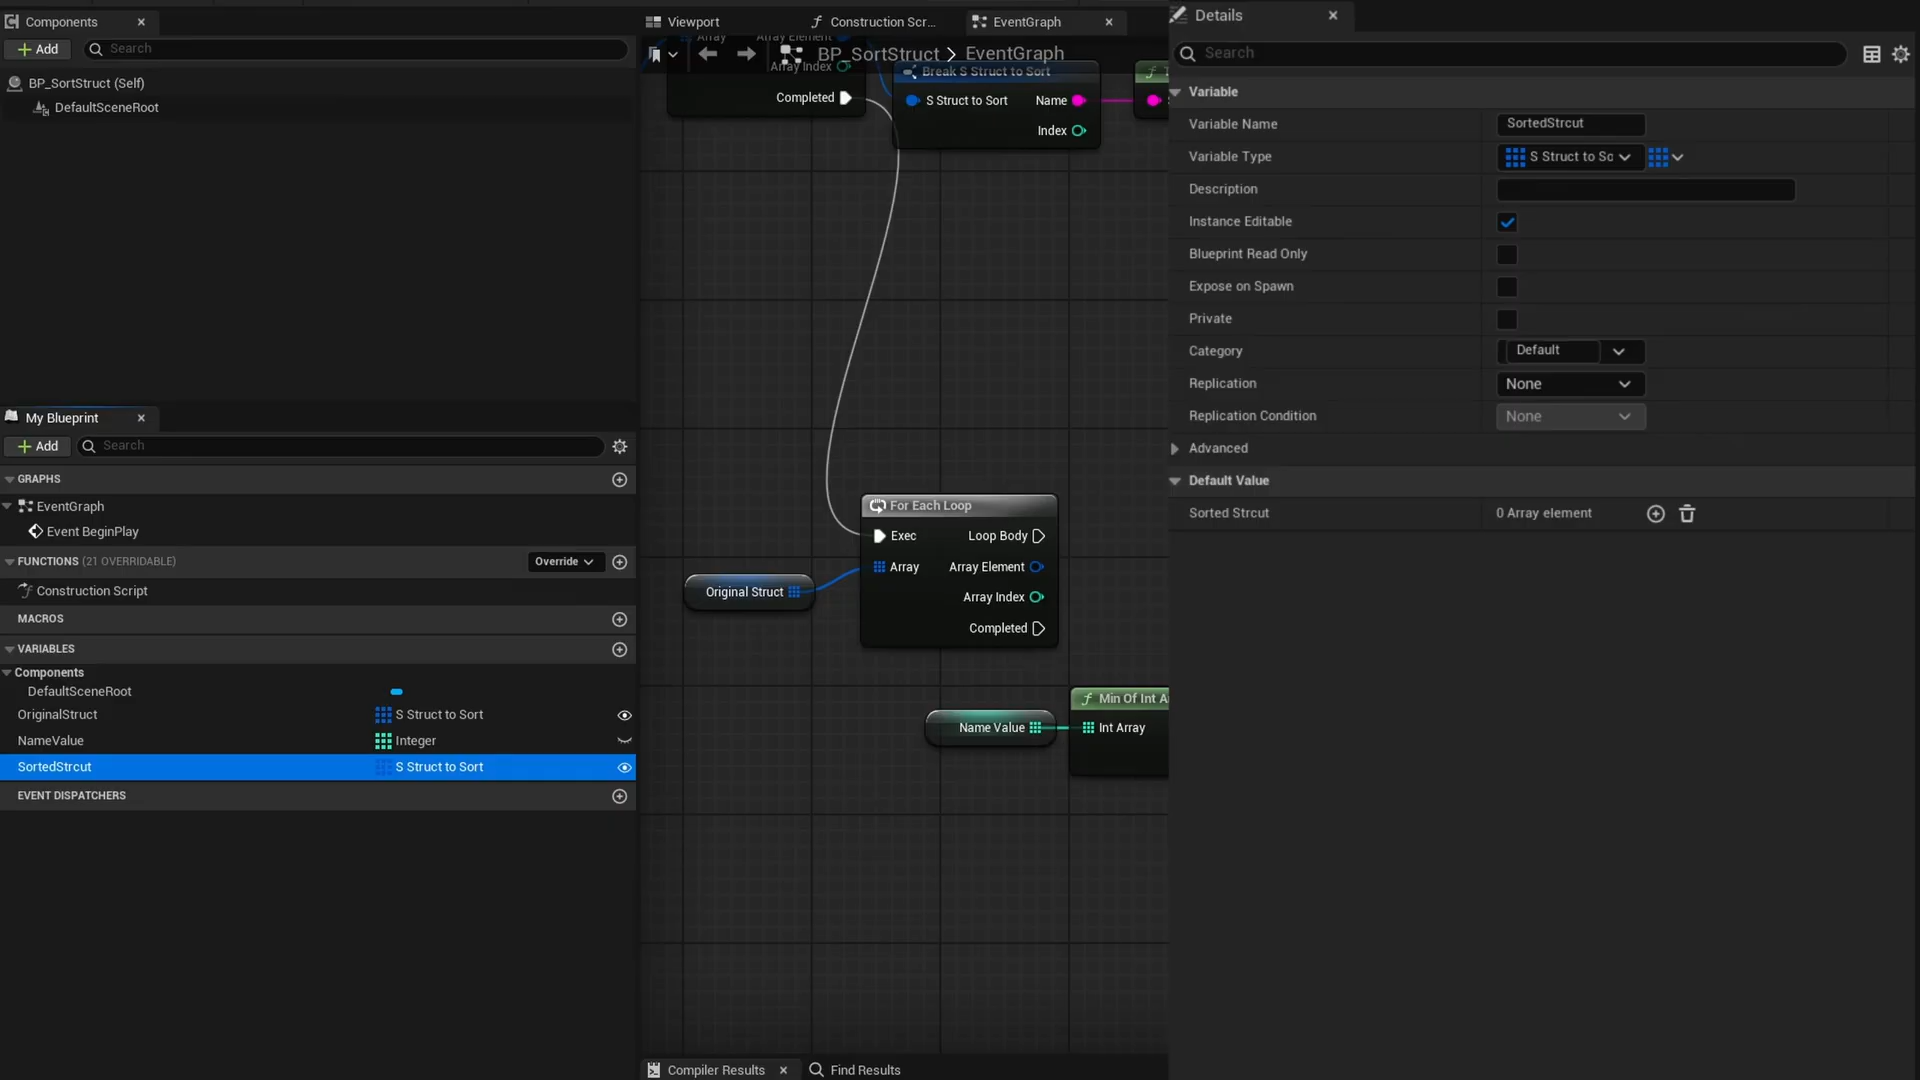 Components
Add
Search
BP_SortStruct (Self)
DefaultSceneRoot
My Blueprint
Add
Search
GRAPHS
EventGraph
Event BeginPlay
FUNCTIONS (21 OVERRIDABLE)
Override
Construction Script
MACROS
VARIABLES
Components
DefaultSceneRoot
OriginalStruct S Struct to Sort
NameValue Integer
SortedStrcut S Struct to Sort
EVENT DISPATCHERS
Viewport
Construction Scr...
EventGraph
Array Array Element
BP_SortStruct > EventGraph
Array Index
Completed
Break S Struct to Sort
S Struct to Sort Name
Index
For Each Loop
Exec Loop Body
Array Array Element
Array Index
Completed
Original Struct
Name Value
Min Of Int A
Int Array
Compiler Results
Find Results
Details
Search
Variable
Variable Name SortedStrcut
Variable Type S Struct to So
Description
Instance Editable
Blueprint Read Only
Expose on Spawn
Private
Category Default
Replication None
Replication Condition None
Advanced
Default Value
Sorted Strcut 0 Array element